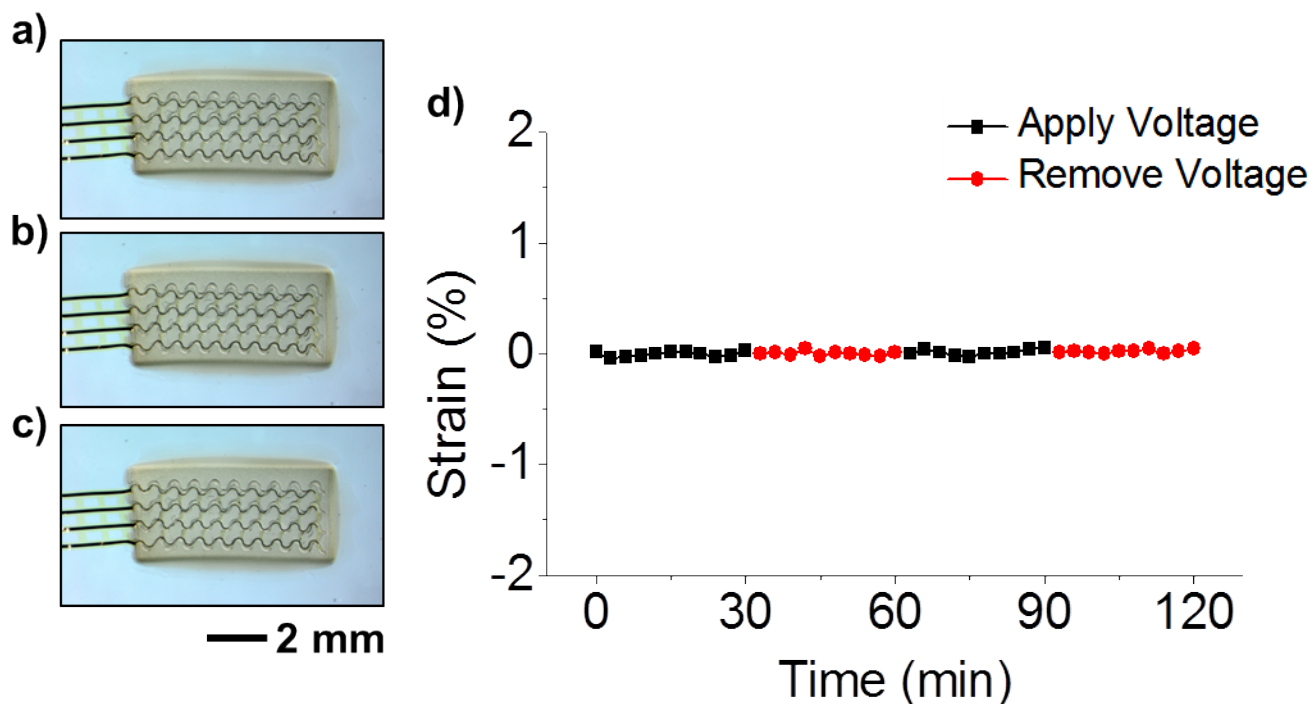 a)
b)
c)
2 mm
d)
Apply Voltage
Remove Voltage
Strain (%)
2
1
0
-1
-2
0 30 60 90 120
Time (min)